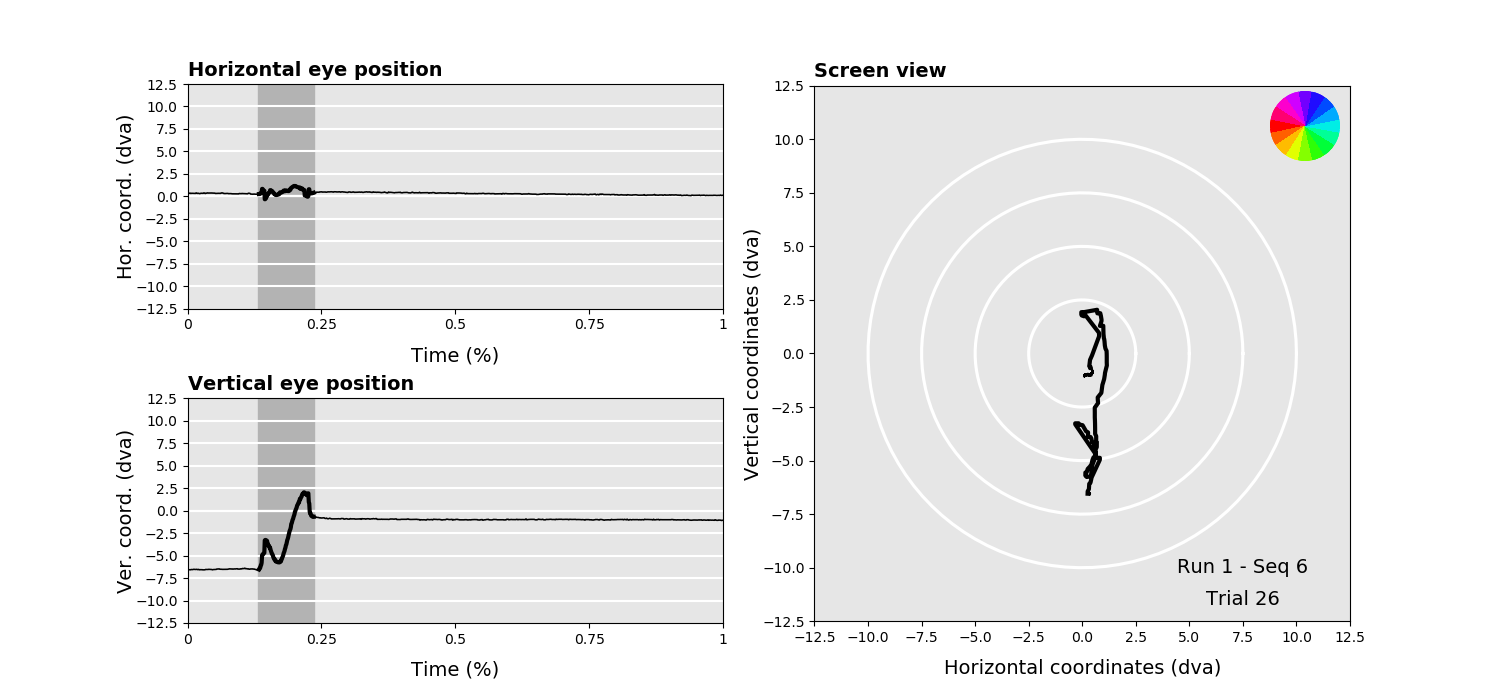 Horizontal eye position
Hor. coord. (dva)
12.5
10.0
7.5
5.0
2.5
0.0
−2.5
−5.0
−7.5
−10.0
−12.5
0 0.25 0.5 0.75 1
Time (%)
Vertical eye position
Ver. coord. (dva)
12.5
10.0
7.5
5.0
2.5
0.0
−2.5
−5.0
−7.5
−10.0
−12.5
0 0.25 0.5 0.75 1
Time (%)
Screen view
Vertical coordinates (dva)
12.5
10.0
7.5
5.0
2.5
0.0
−2.5
−5.0
−7.5
−10.0
−12.5
Run 1 - Seq 6
Trial 26
−12.5 −10.0 −7.5 −5.0 −2.5 0.0 2.5 5.0 7.5 10.0 12.5
Horizontal coordinates (dva)